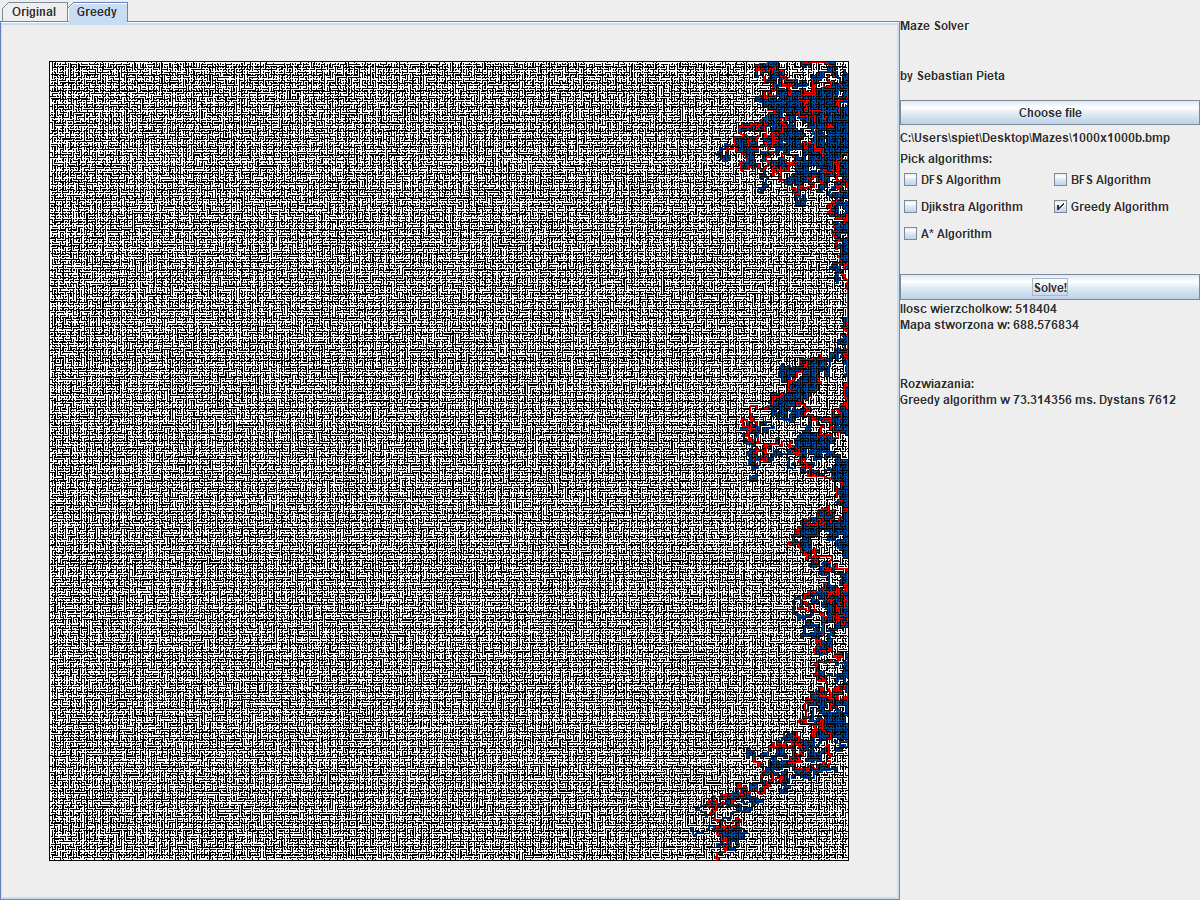 Original Greedy
Maze Solver
by Sebastian Pieta
Choose file
C:\Users\spiet\Desktop\Mazes\1000x1000b.bmp
Pick algorithms:
DFS Algorithm BFS Algorithm
Djikstra Algorithm Greedy Algorithm
A* Algorithm
Solve!
Ilosc wierzcholkow: 518404
Mapa stworzona w: 688.576834
Rozwiazania:
Greedy algorithm w 73.314356 ms. Dystans 7612